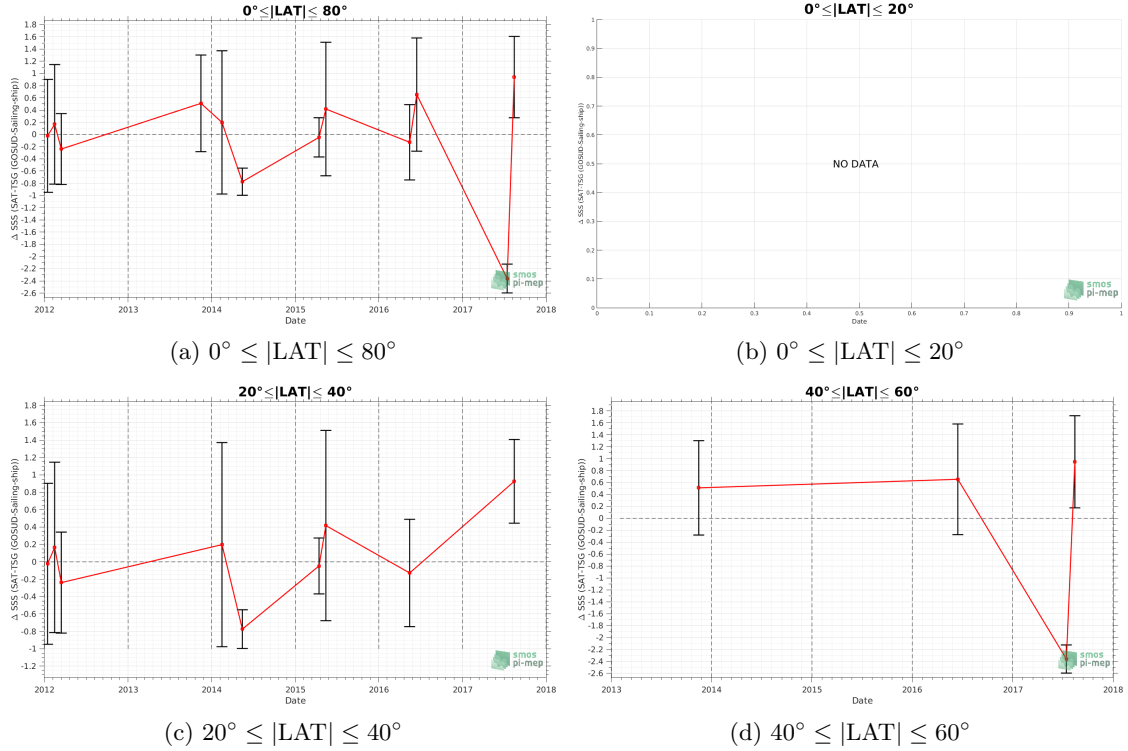 0°≤|LAT|≤ 80°
Δ SSS (SAT-TSG (GOSUD-Sailing-ship))
1.8
1.6
1.4
1.2
1
0.8
0.6
0.4
0.2
0
-0.2
-0.4
-0.6
-0.8
-1
-1.2
-1.4
-1.6
-1.8
-2
-2.2
-2.4
-2.6
2012 2013 2014 2015 2016 2017 2018
Date
smos
pi-mep
(a) 0° ≤ |LAT| ≤ 80°
0°≤|LAT|≤ 20°
Δ SSS (SAT-TSG (GOSUD-Sailing-ship))
1
0.9
0.8
0.7
0.6
0.5
0.4
0.3
0.2
0.1
0
NO DATA
0 0.1 0.2 0.3 0.4 0.5 0.6 0.7 0.8 0.9 1
Date
smos
pi-mep
(b) 0° ≤ |LAT| ≤ 20°
20°≤|LAT|≤ 40°
Δ SSS (SAT-TSG (GOSUD-Sailing-ship))
1.8
1.6
1.4
1.2
1
0.8
0.6
0.4
0.2
0
-0.2
-0.4
-0.6
-0.8
-1
-1.2
2012 2013 2014 2015 2016 2017 2018
Date
smos
pi-mep
(c) 20° ≤ |LAT| ≤ 40°
40°≤|LAT|≤ 60°
Δ SSS (SAT-TSG (GOSUD-Sailing-ship))
1.8
1.6
1.4
1.2
1
0.8
0.6
0.4
0.2
0
-0.2
-0.4
-0.6
-0.8
-1
-1.2
-1.4
-1.6
-1.8
-2
-2.2
-2.4
-2.6
2013 2014 2015 2016 2017 2018
Date
smos
pi-mep
(d) 40° ≤ |LAT| ≤ 60°